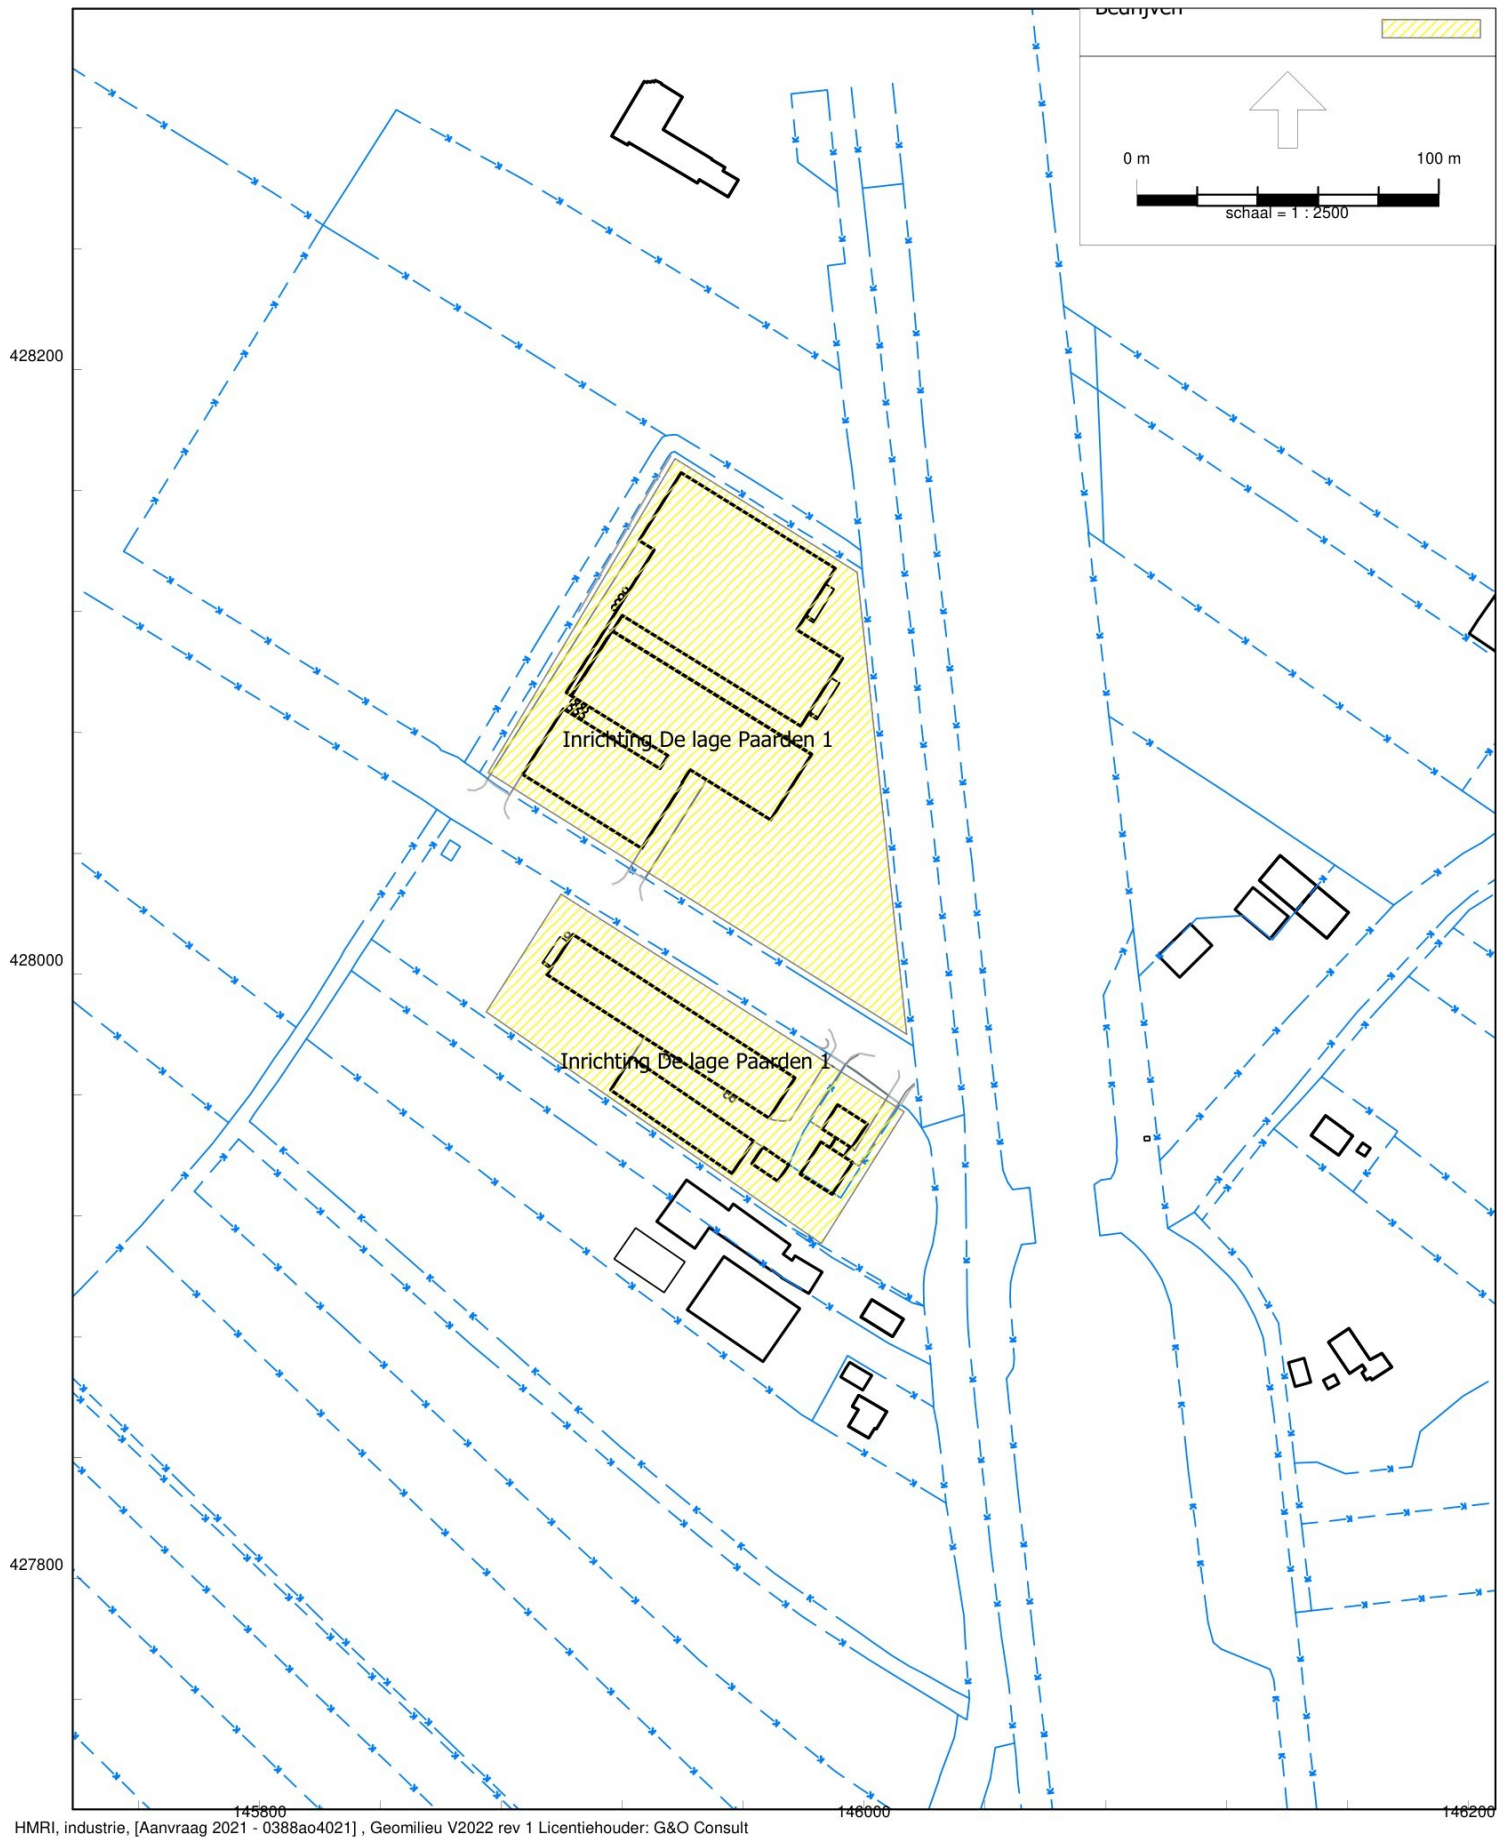 Bedrijven
0 m 100 m
schaal = 1 : 2500
428200
Inrichting De lage Paarden 1
428000
Inrichting De lage Paarden 1
427800
145800 146000 146200
HMRI, industrie, [Aanvraag 2021 - 0388ao4021] , Geomilieu V2022 rev 1 Licentiehouder: G&O Consult